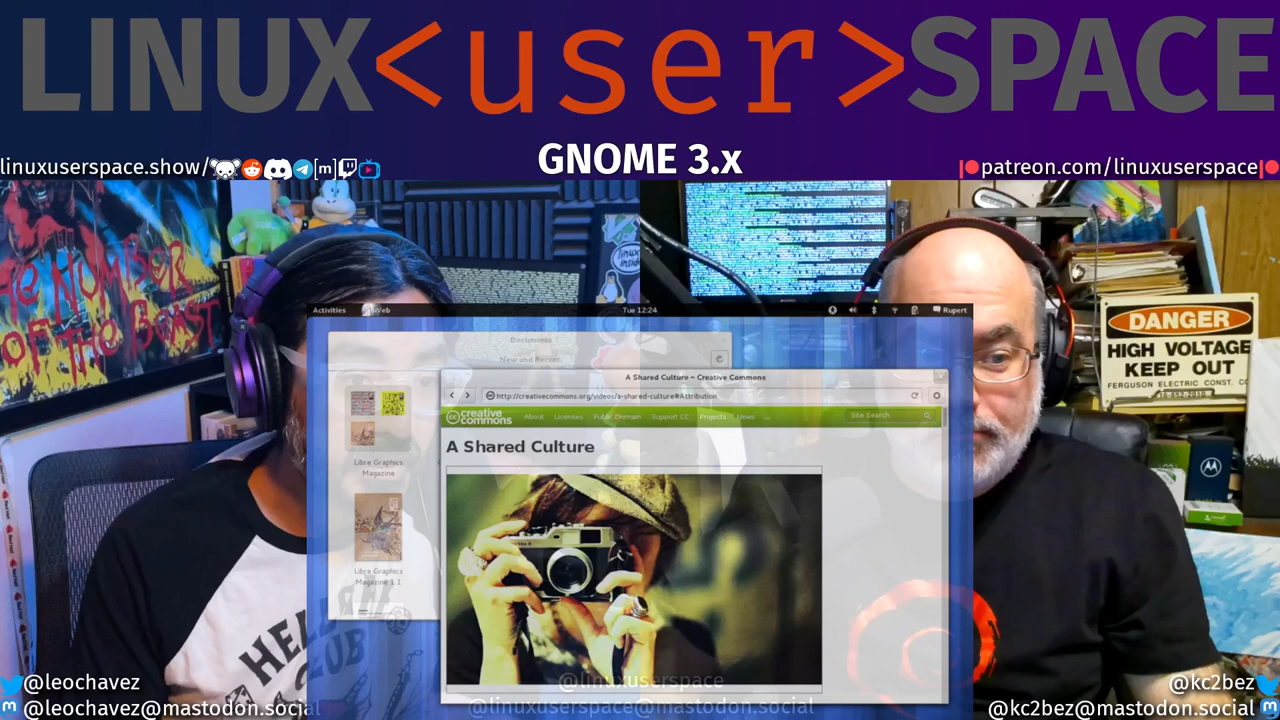 LINUX<user>SPACE
GNOME 3.x
linuxuserspace.show/
[m]
patreon.com/linuxuserspace
The Number
OF THE BEAST
DANGER
HIGH VOLTAGE
KEEP OUT
FERGUSON ELECTRIC CONST. CO
Activities
Web
Tue 12:24
Rupert
Documents
New and Recent
A Shared Culture – Creative Commons
http://creativecommons.org/videos/a-shared-culture#Attribution
cc creative commons
About
Licenses
Public Domain
Support CC
Projects
News
Site Search
A Shared Culture
Libre Graphics
Magazine
Libre Graphics
Magazine 1.1
HELL
CLUB
@leochavez
@leochavez@mastodon.social
@linuxuserspace
@linuxuserspace@mastodon.social
@kc2bez
@kc2bez@mastodon.social